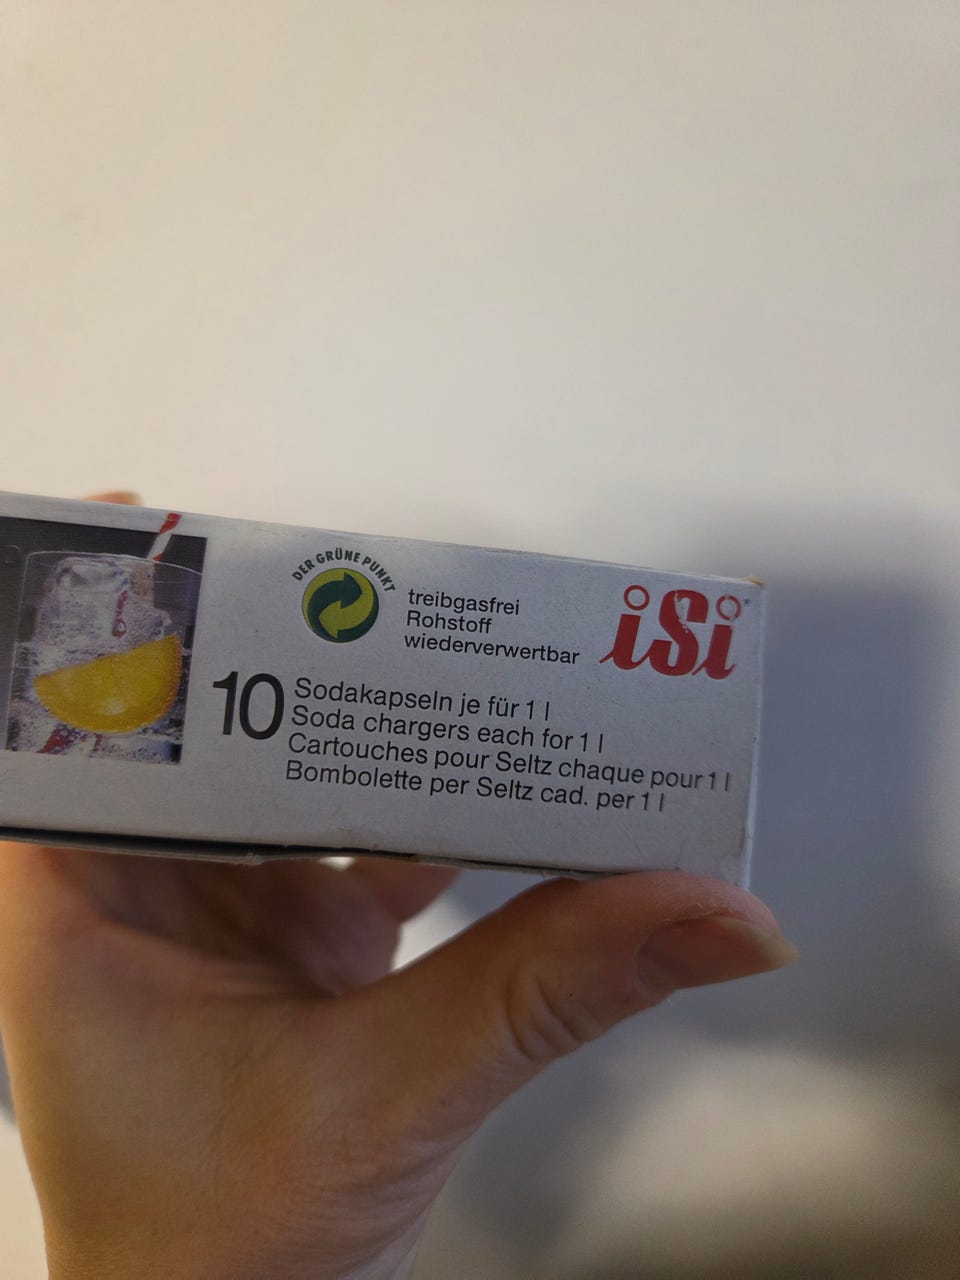 DER GRÜNE PUNKT
treibgasfrei
Rohstoff
wiederverwertbar
iSi
10
Sodakapseln je für 1 l
Soda chargers each for 1 l
Cartouches pour Seltz chaque pour 1 l
Bombolette per Seltz cad. per 1 l